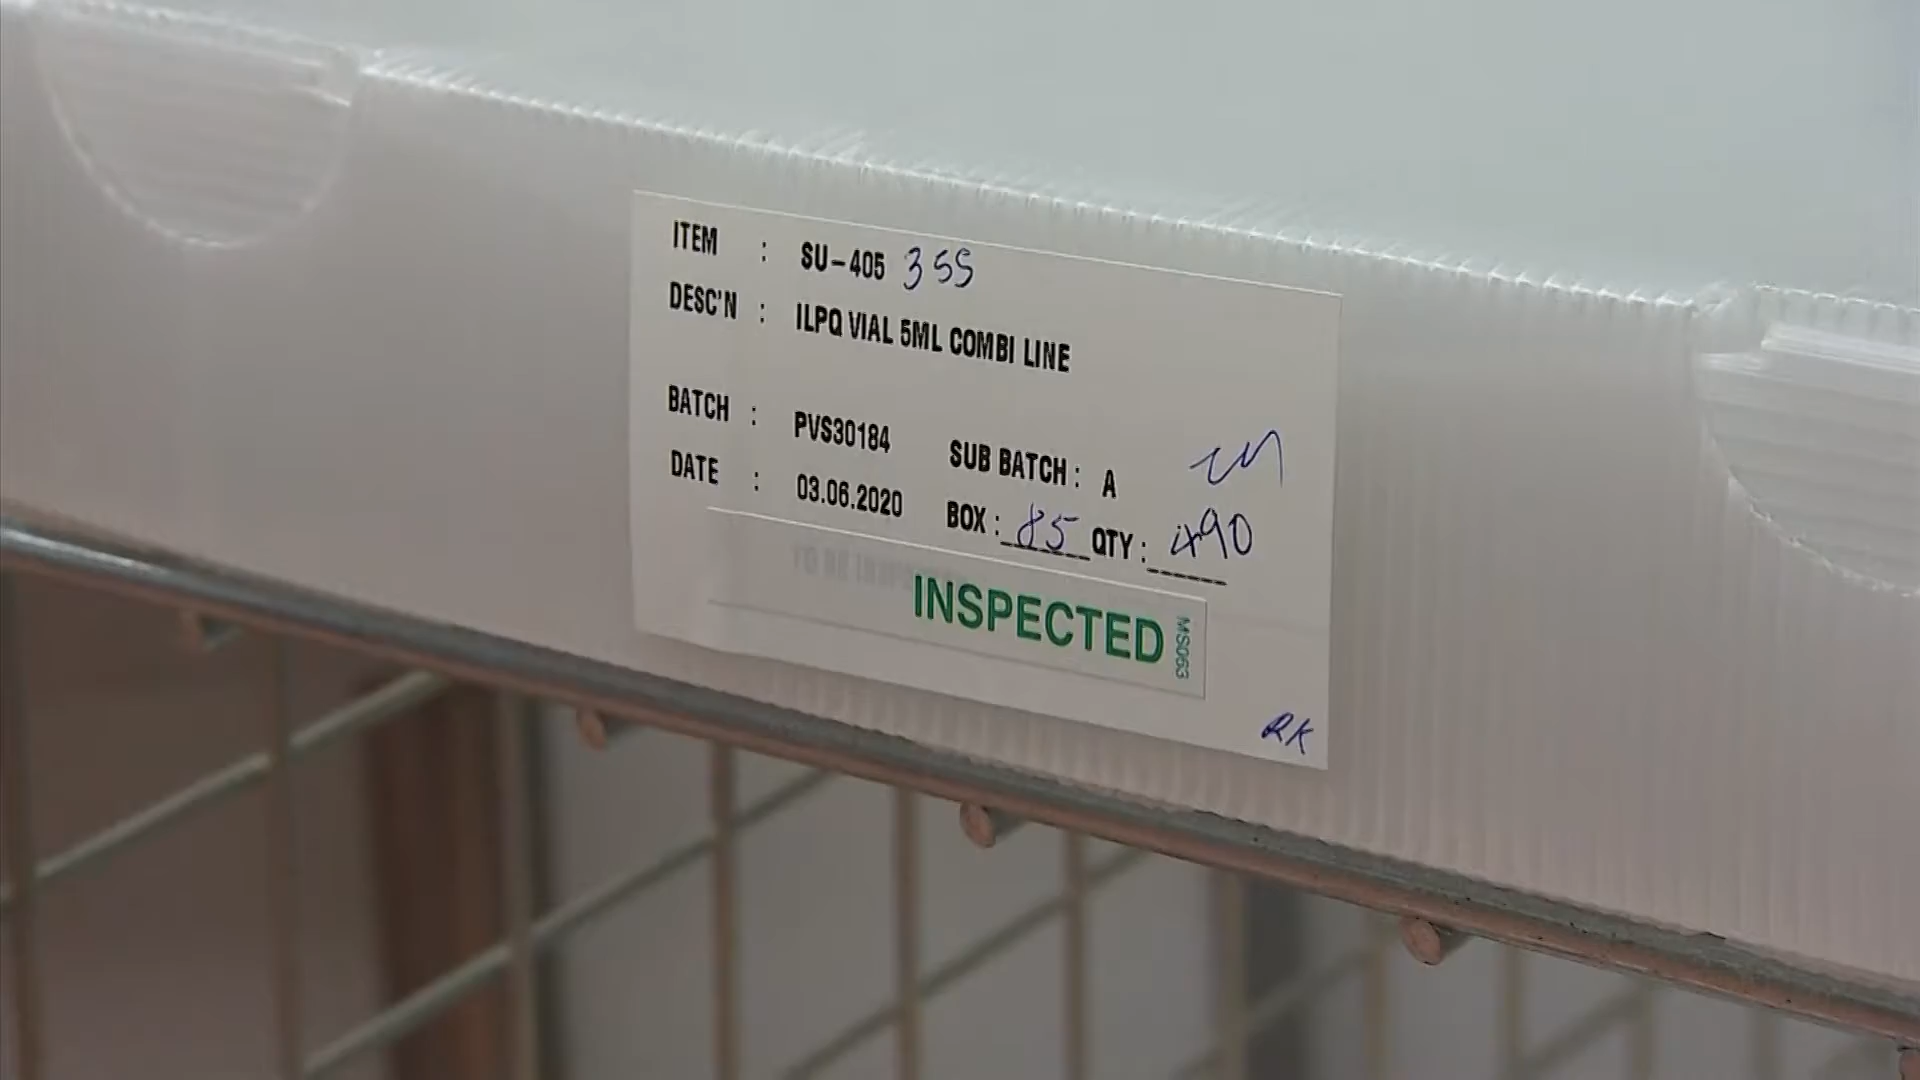 ITEM : SU-405 355
DESC'N : ILPQ VIAL 5ML COMBI LINE
BATCH : PVS30184 SUB BATCH : A
DATE : 03.06.2020 BOX : 85 QTY : 490
INSPECTED MS063
RK